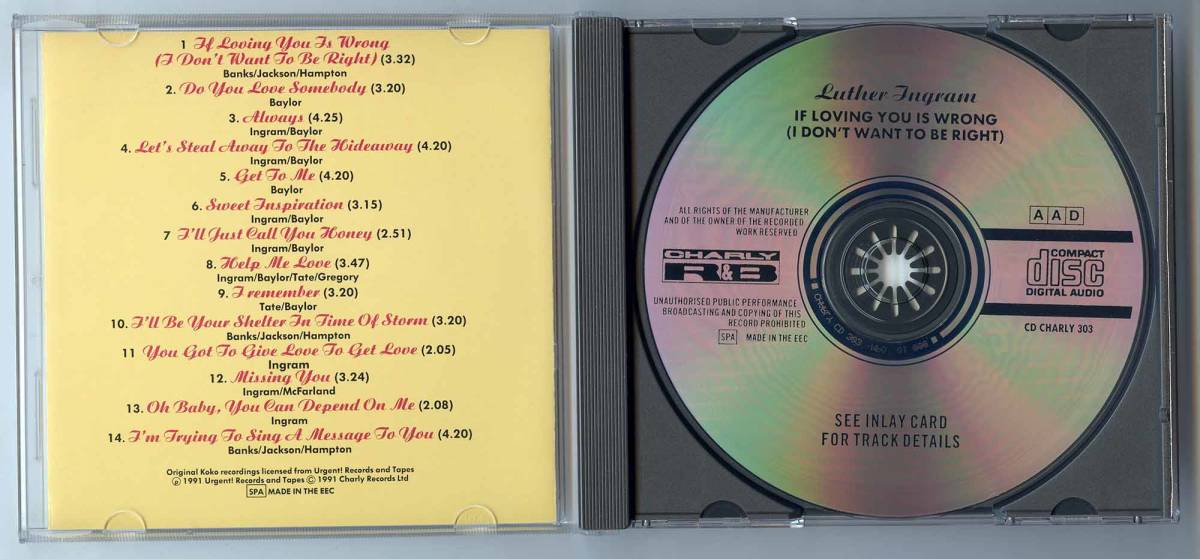 1 If Loving You Is Wrong
(I Don't Want To Be Right) (3.32)
Banks/Jackson/Hampton
2. Do You Love Somebody (3.20)
Baylor
3. Always (4.25)
Ingram/Baylor
4. Let's Steal Away To The Hideaway (4.20)
Ingram/Baylor
5. Get To Me (4.20)
Baylor
6. Sweet Inspiration (3.15)
Ingram/Baylor
7 I'll Just Call You Honey (2.51)
Ingram/Baylor
8. Help Me Love (3.47)
Ingram/Baylor/Tate/Gregory
9. I remember (3.20)
Tate/Baylor
10. I'll Be Your Shelter In Time Of Storm (3.20)
Banks/Jackson/Hampton
11 You Got To Give Love To Get Love (2.05)
Ingram
12. Missing You (3.24)
Ingram/McFarland
13. Oh Baby, You Can Depend On Me (2.08)
Ingram
14. I'm Trying To Sing A Message To You (4.20)
Banks/Jackson/Hampton
Original Koko recordings licensed from Urgent! Records and Tapes
℗ 1991 Urgent! Records and Tapes © 1991 Charly Records Ltd
SPA MADE IN THE EEC
Luther Ingram
IF LOVING YOU IS WRONG
(I DON'T WANT TO BE RIGHT)
ALL RIGHTS OF THE MANUFACTURER
AND OF THE OWNER OF THE RECORDED
WORK RESERVED
CHARLY
R&B
UNAUTHORISED PUBLIC PERFORMANCE
BROADCASTING AND COPYING OF THIS
RECORD PROHIBITED
SPA MADE IN EEC
AAD
COMPACT
disc
DIGITAL AUDIO
CD CHARLY 303
CHARLY CD 303
SEE INLAY CARD
FOR TRACK DETAILS